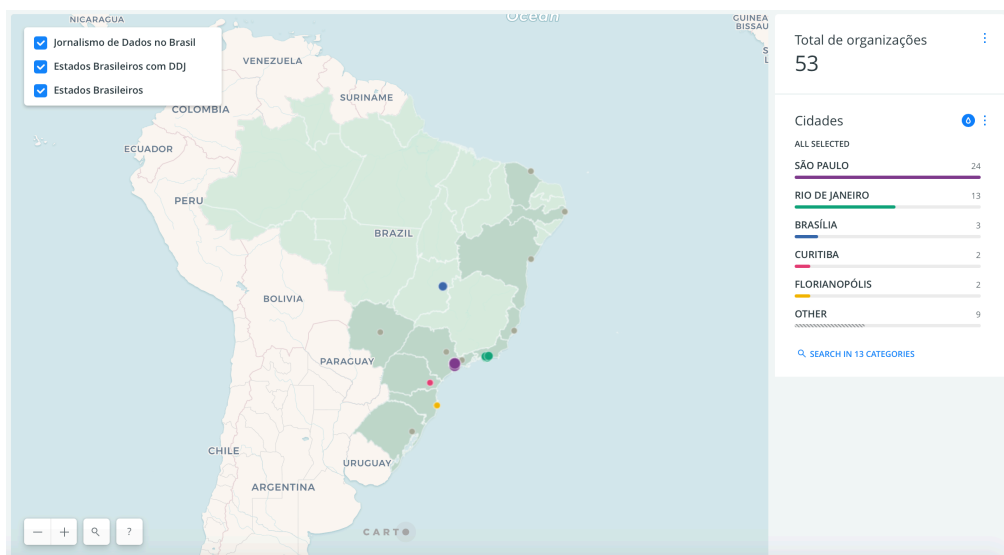 NICARAGUA
Ocean
GUINEA
BISSAU
S
L
Jornalismo de Dados no Brasil
Estados Brasileiros com DDJ
Estados Brasileiros
VENEZUELA
SURINAME
COLOMBIA
ECUADOR
PERU
BRAZIL
BOLIVIA
PARAGUAY
CHILE
URUGUAY
ARGENTINA
− + ?
CARTO
Total de organizações
53
Cidades
ALL SELECTED
SÃO PAULO 24
RIO DE JANEIRO 13
BRASÍLIA 3
CURITIBA 2
FLORIANOPÓLIS 2
OTHER 9
SEARCH IN 13 CATEGORIES